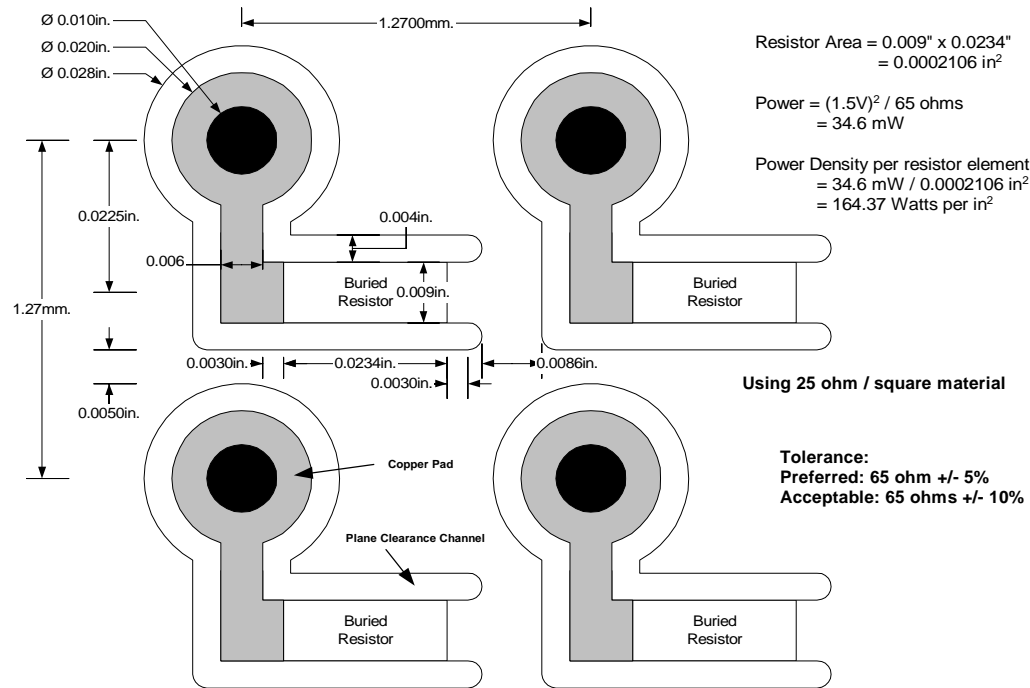 Ø 0.010in.
Ø 0.020in.
Ø 0.028in.
1.2700mm.
Resistor Area = 0.009" x 0.0234"
= 0.0002106 in²
Power = (1.5V)² / 65 ohms
= 34.6 mW
Power Density per resistor element
= 34.6 mW / 0.0002106 in²
= 164.37 Watts per in²
0.0225in.
0.004in.
0.006
1.27mm.
0.009in.
Buried
Resistor
Buried
Resistor
0.0030in.
0.0234in.
0.0086in.
0.0030in.
0.0050in.
Using 25 ohm / square material
Tolerance:
Preferred: 65 ohm +/- 5%
Acceptable: 65 ohms +/- 10%
Copper Pad
Plane Clearance Channel
Buried
Resistor
Buried
Resistor